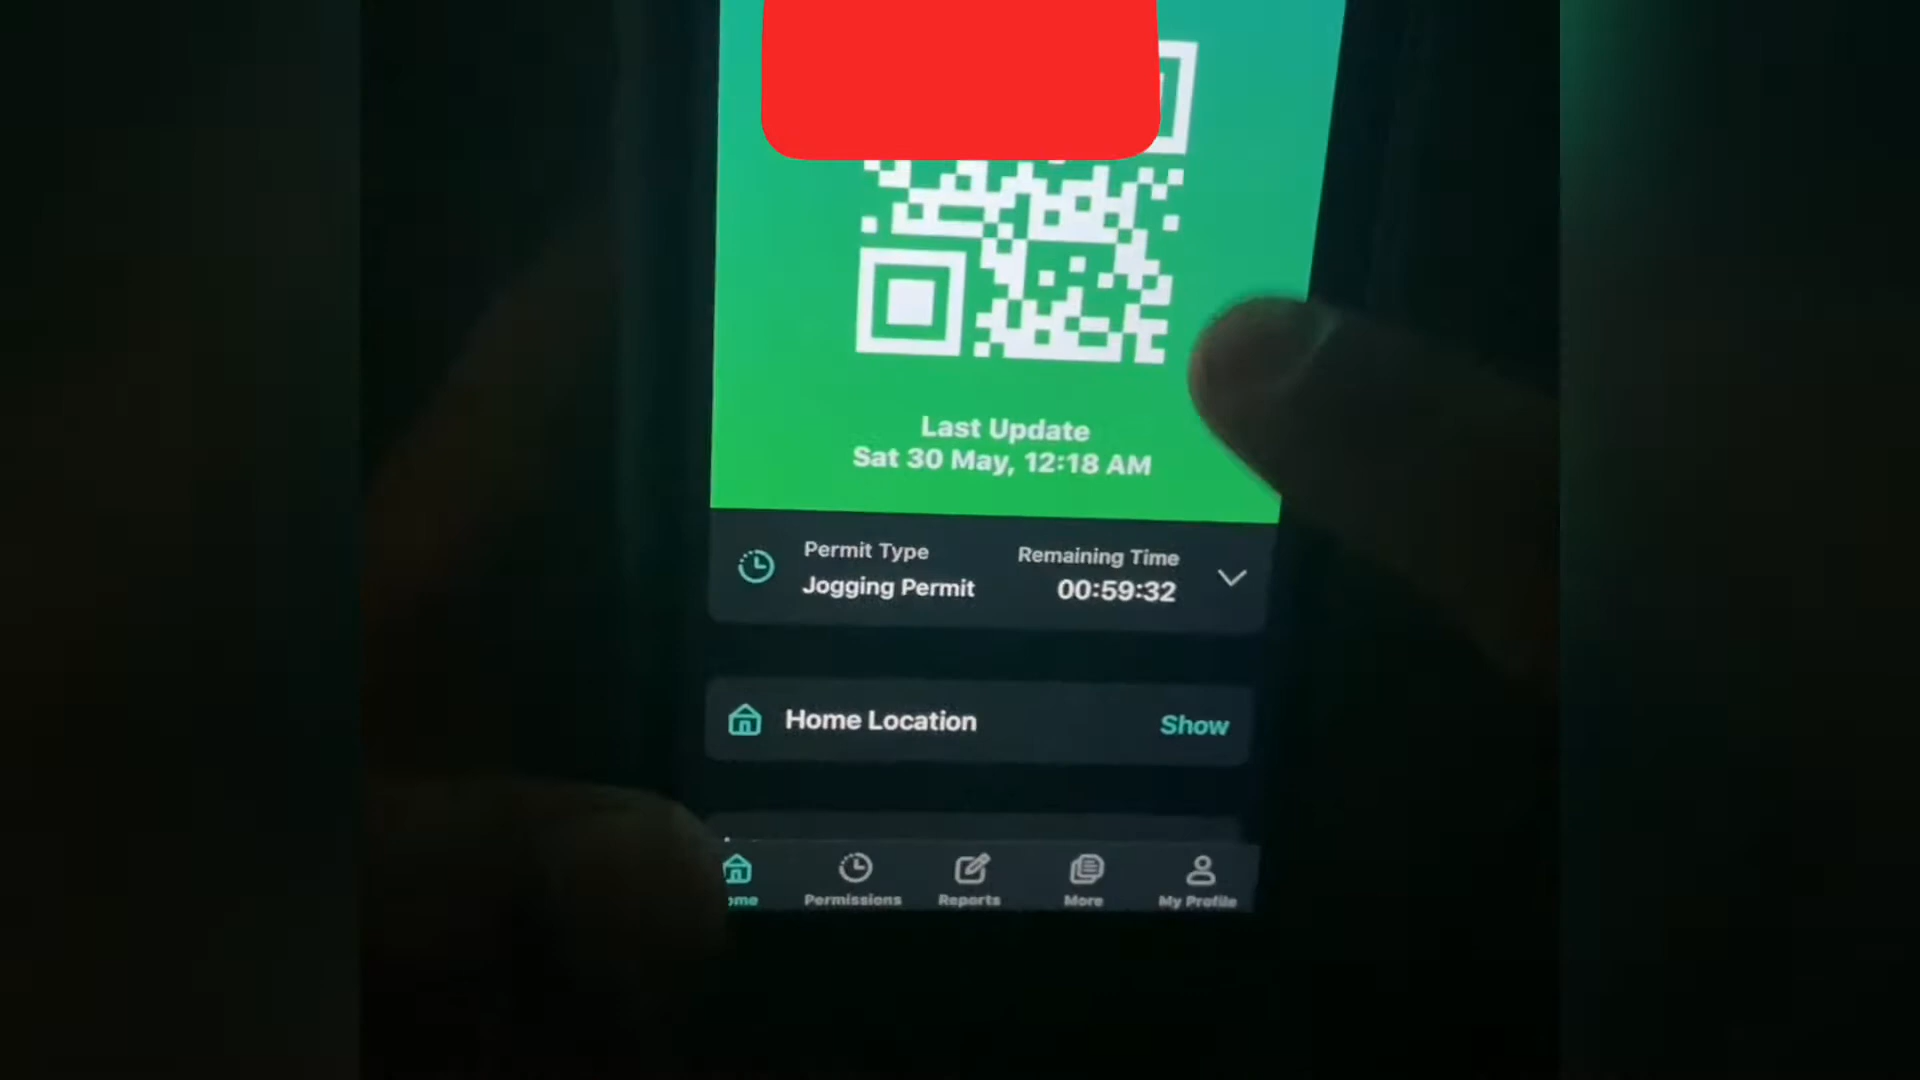 Last Update
Sat 30 May, 12:18 AM
Permit Type
Remaining Time
Jogging Permit
00:59:32
Home Location
Show
ome
Permissions
Reports
More
My Profile